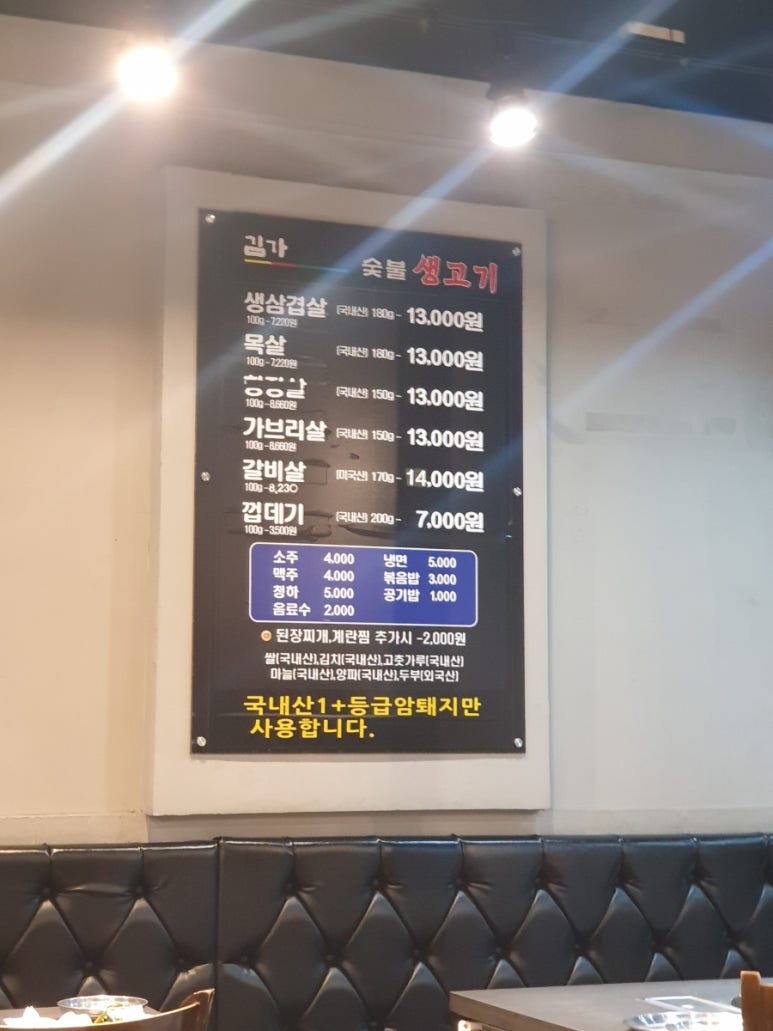 김가
숯불 생고기
생삼겹살 [국내산] 180g - 13,000원
100g - 7,220원
목살 [국내산] 180g - 13,000원
100g - 7,220원
항정살 [국내산] 150g - 13,000원
100g - 8,660원
가브리살 [국내산] 150g - 13,000원
100g - 8,660원
갈비살 [미국산] 170g - 14,000원
100g - 8,230
껍데기 [국내산] 200g - 7,000원
100g - 3,500원
소주 4.000 냉면 5.000
맥주 4.000 볶음밥 3.000
청하 5.000 공기밥 1.000
음료수 2.000
된장찌개,계란찜 추가시 -2,000원
쌀[국내산],김치[국내산],고춧가루[국내산]
마늘[국내산],양파[국내산],두부[외국산]
국내산1+등급암퇘지만
사용합니다.